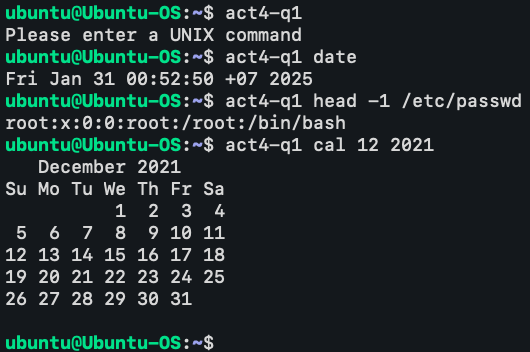 ubuntu@Ubuntu-OS:~$ act4-q1
Please enter a UNIX command
ubuntu@Ubuntu-OS:~$ act4-q1 date
Fri Jan 31 00:52:50 +07 2025
ubuntu@Ubuntu-OS:~$ act4-q1 head -1 /etc/passwd
root:x:0:0:root:/root:/bin/bash
ubuntu@Ubuntu-OS:~$ act4-q1 cal 12 2021
   December 2021
Su Mo Tu We Th Fr Sa
          1  2  3  4
 5  6  7  8  9 10 11
12 13 14 15 16 17 18
19 20 21 22 23 24 25
26 27 28 29 30 31
ubuntu@Ubuntu-OS:~$